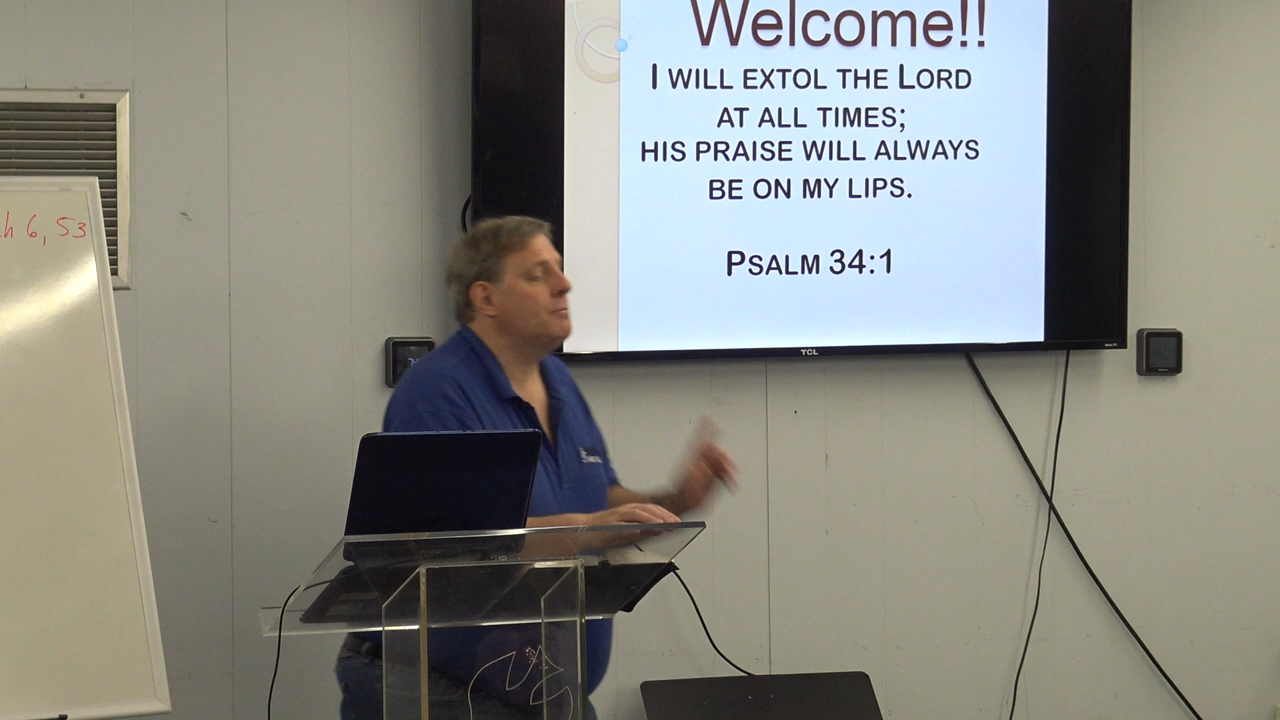 Welcome!!
I WILL EXTOL THE LORD
AT ALL TIMES;
HIS PRAISE WILL ALWAYS
BE ON MY LIPS.
PSALM 34:1
h 6, 53
TCL